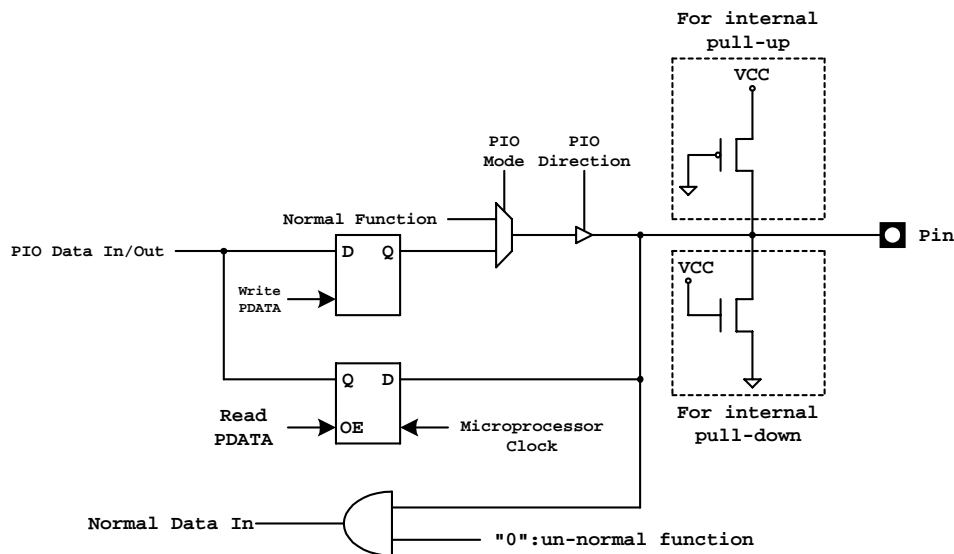 For internal
pull-up
VCC
PIO
Mode
PIO
Direction
Normal Function
PIO Data In/Out
D
Q
Pin
Write
PDATA
VCC
Q
D
Read
PDATA
OE
Microprocessor
Clock
For internal
pull-down
Normal Data In
"0":un-normal function